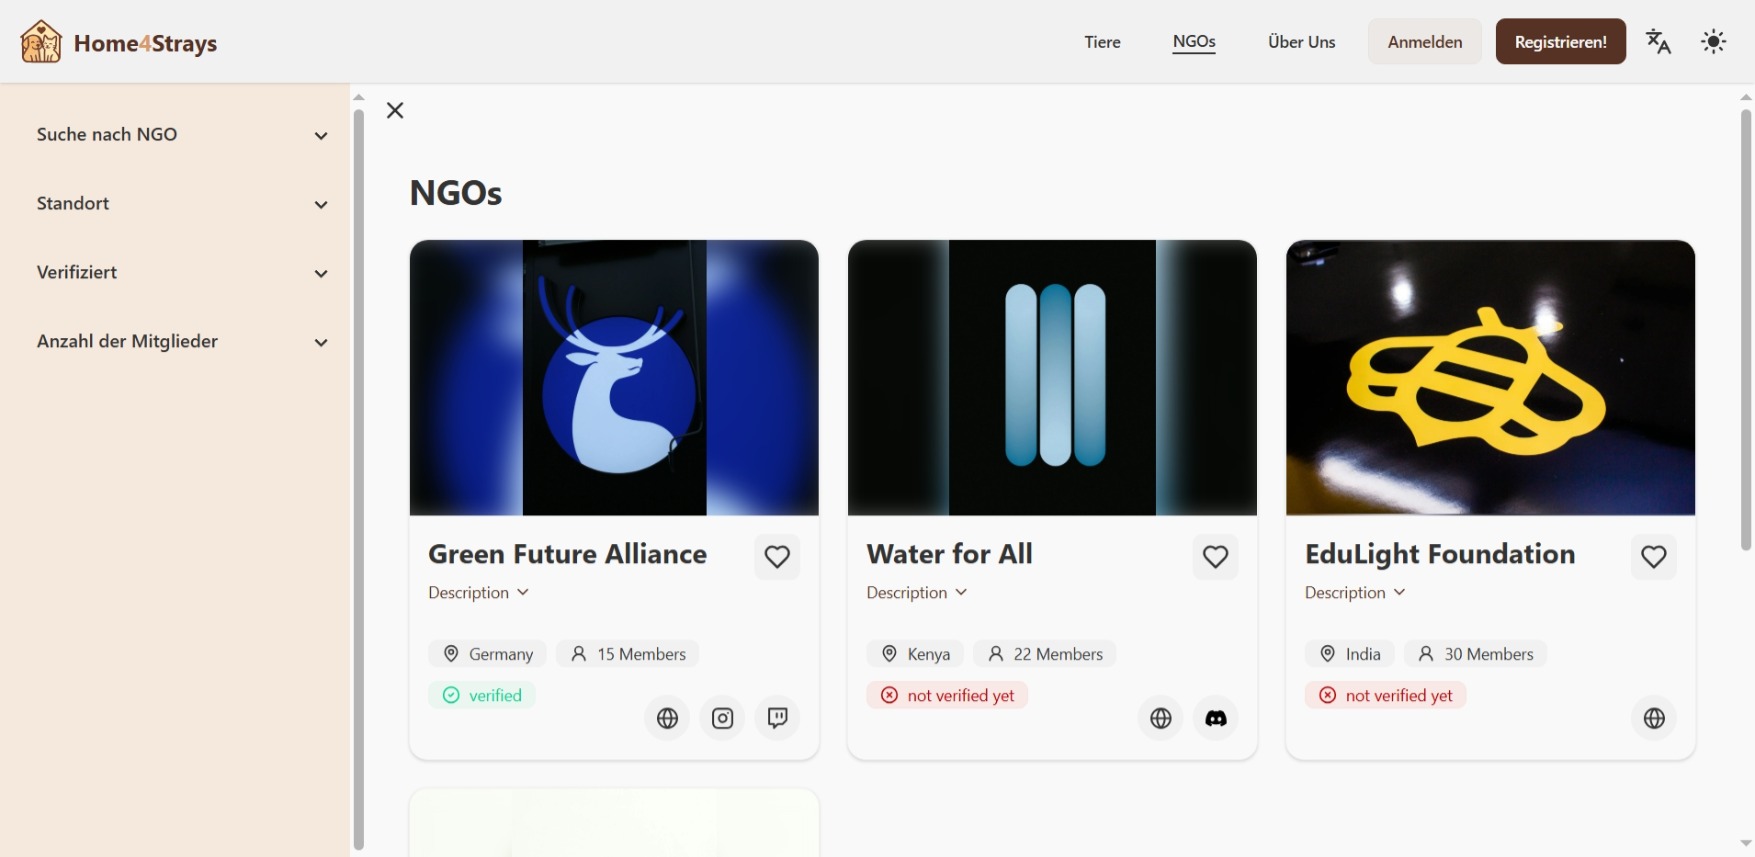 Home4Strays
Tiere
NGOs
Über Uns
Anmelden
Registrieren!
Suche nach NGO
Standort
Verifiziert
Anzahl der Mitglieder
NGOs
Green Future Alliance
Description
Germany
15 Members
verified
Water for All
Description
Kenya
22 Members
not verified yet
EduLight Foundation
Description
India
30 Members
not verified yet